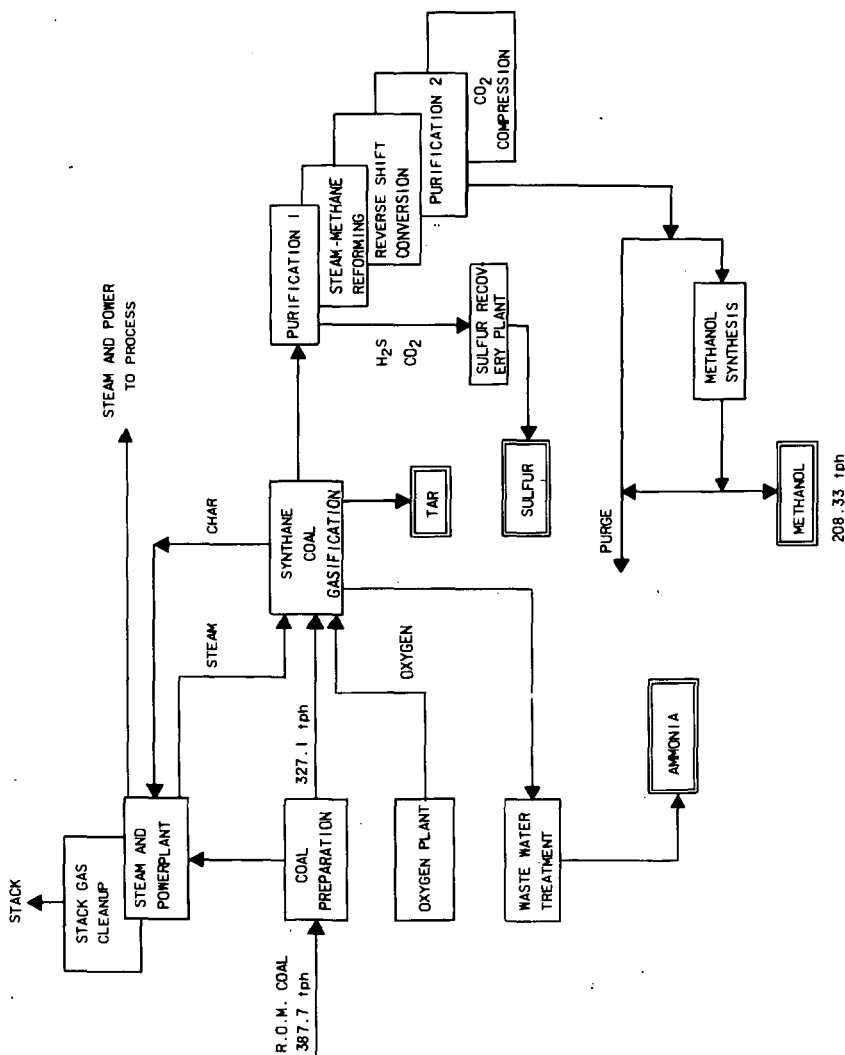 STACK
STACK GAS
CLEANUP
STEAM AND
POWERPLANT
STEAM AND POWER
TO PROCESS
CHAR
STEAM
R.O.M. COAL
387.7 tph
COAL
PREPARATION
327.1 tph
SYNTHANE
COAL
GASIFICATION
OXYGEN PLANT
OXYGEN
TAR
WASTE WATER
TREATMENT
AMMONIA
PURIFICATION 1
STEAM-METHANE
REFORMING
REVERSE SHIFT
CONVERSION
PURIFICATION 2
CO2
COMPRESSION
H2S
CO2
SULFUR RECOV-
ERY PLANT
SULFUR
PURGE
METHANOL
SYNTHESIS
METHANOL
208.33 tph